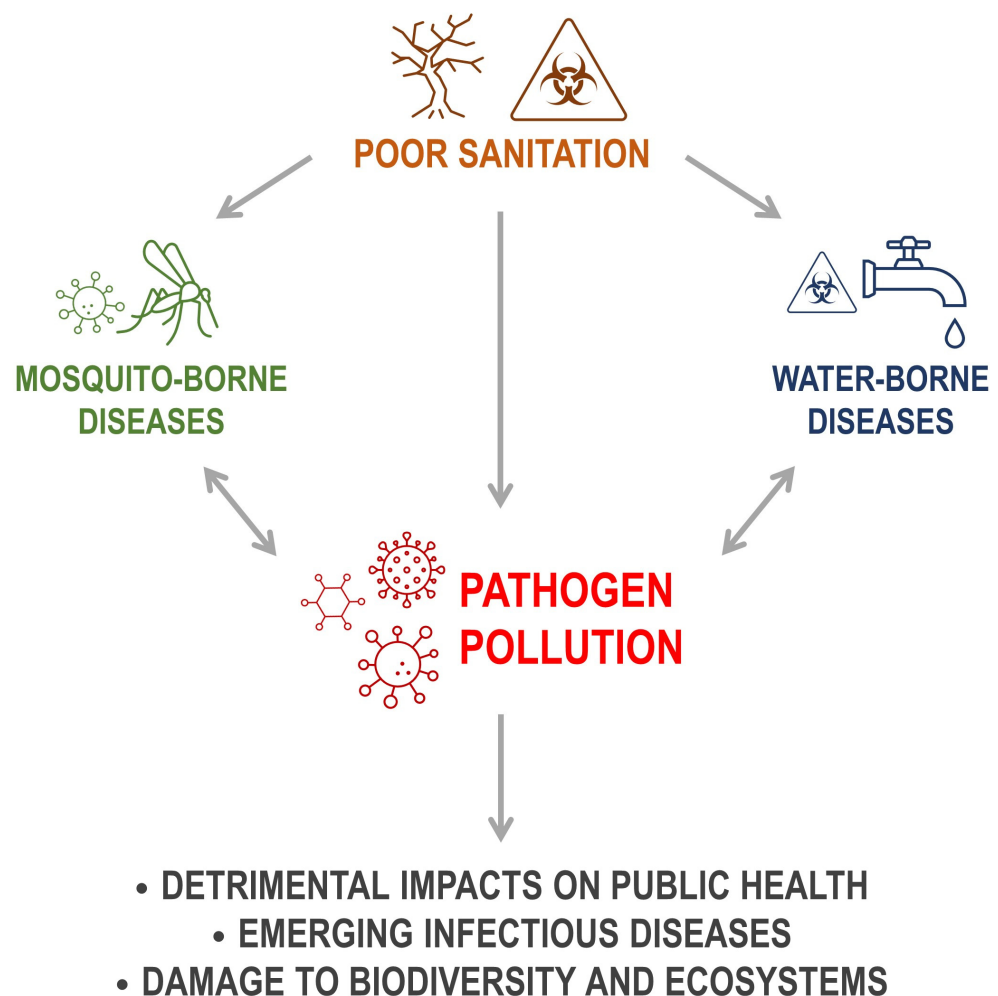 POOR SANITATION
MOSQUITO-BORNE
DISEASES
WATER-BORNE
DISEASES
PATHOGEN
POLLUTION
• DETRIMENTAL IMPACTS ON PUBLIC HEALTH
• EMERGING INFECTIOUS DISEASES
• DAMAGE TO BIODIVERSITY AND ECOSYSTEMS